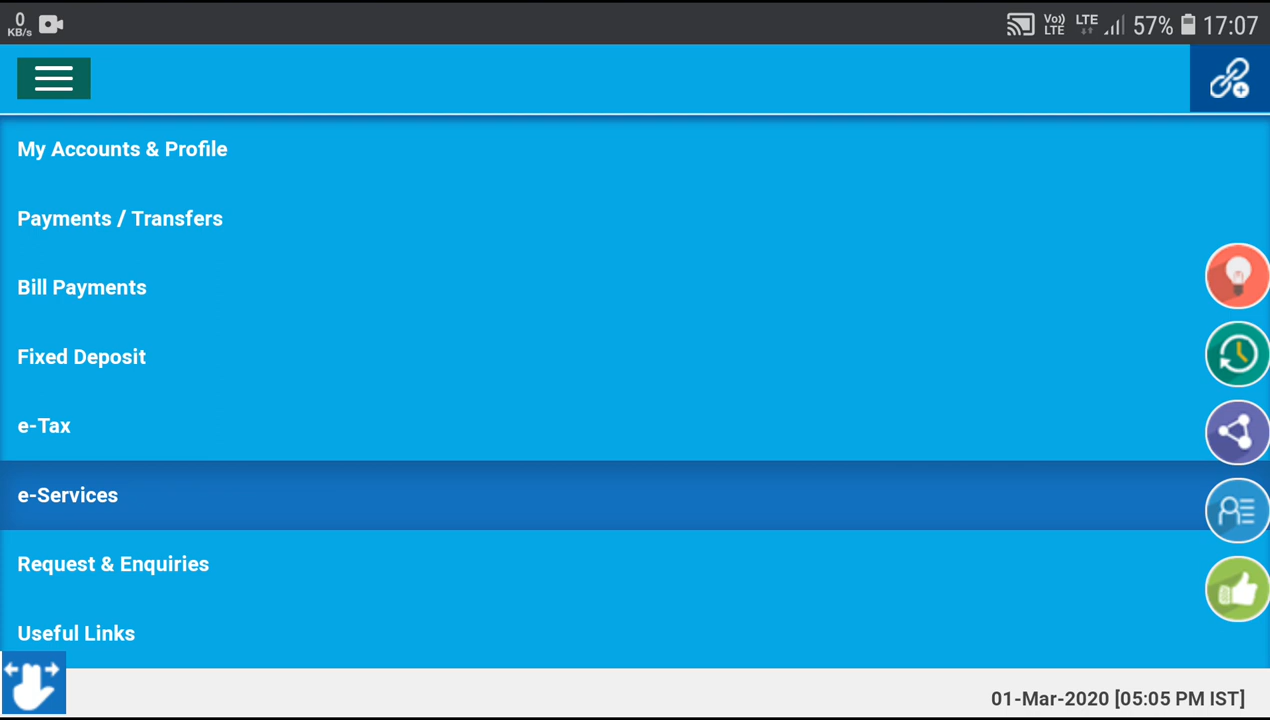 0
KB/s
Vo))
LTE
LTE
57%
17:07
My Accounts & Profile
Payments / Transfers
Bill Payments
Fixed Deposit
e-Tax
e-Services
Request & Enquiries
Useful Links
01-Mar-2020 [05:05 PM IST]